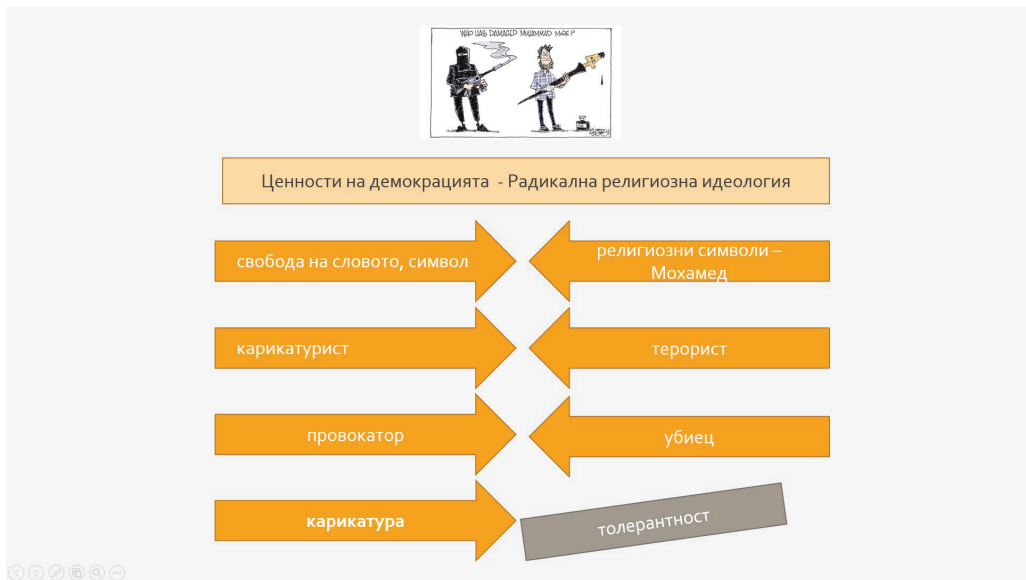 WHO HAS DAMAGED MUHAMMAD MORE?
Ценности на демокрацията - Радикална религиозна идеология
свобода на словото, символ
религиозни символи –
Мохамед
карикатурист
терорист
провокатор
убиец
карикатура
толерантност